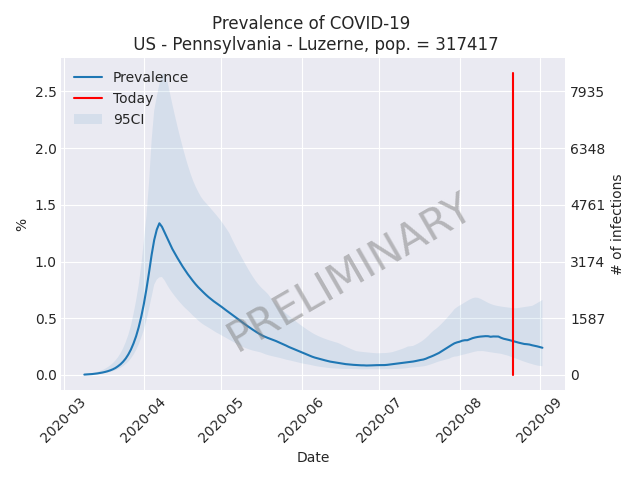 Prevalence of COVID-19
US - Pennsylvania - Luzerne, pop. = 317417
Prevalence
Today
95CI
2.5
2.0
1.5
1.0
0.5
0.0
%
7935
6348
4761
3174
1587
0
# of infections
PRELIMINARY
2020-03
2020-04
2020-05
2020-06
2020-07
2020-08
2020-09
Date